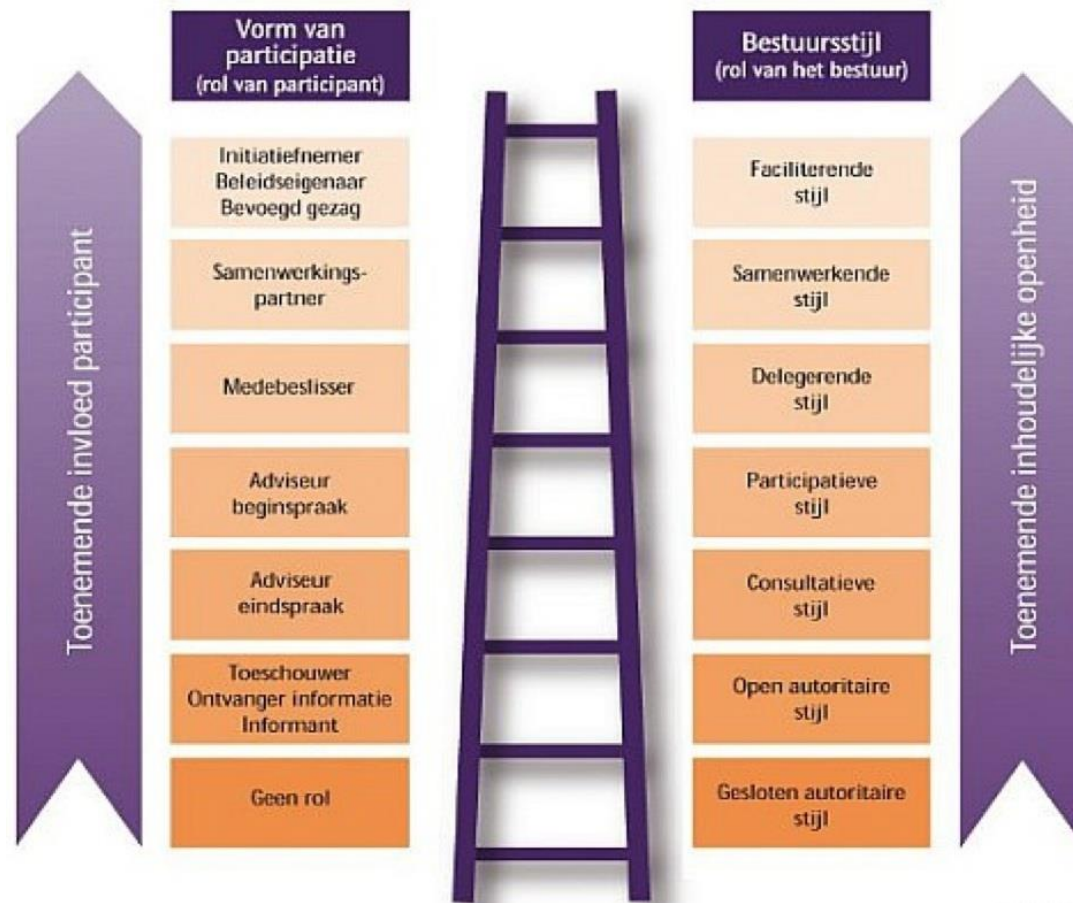 Vorm van
participatie
(rol van participant)
Bestuursstijl
(rol van het bestuur)
Toenemende invloed participant
Initiatiefnemer
Beleidseigenaar
Bevoegd gezag
Faciliterende
stijl
Samenwerkings-
partner
Samenwerkende
stijl
Medebeslisser
Delegerende
stijl
Adviseur
beginspraak
Participatieve
stijl
Adviseur
eindspraak
Consultatieve
stijl
Toeschouwer
Ontvanger informatie
Informant
Open autoritaire
stijl
Geen rol
Gesloten autoritaire
stijl
Toenemende inhoudelijke openheid